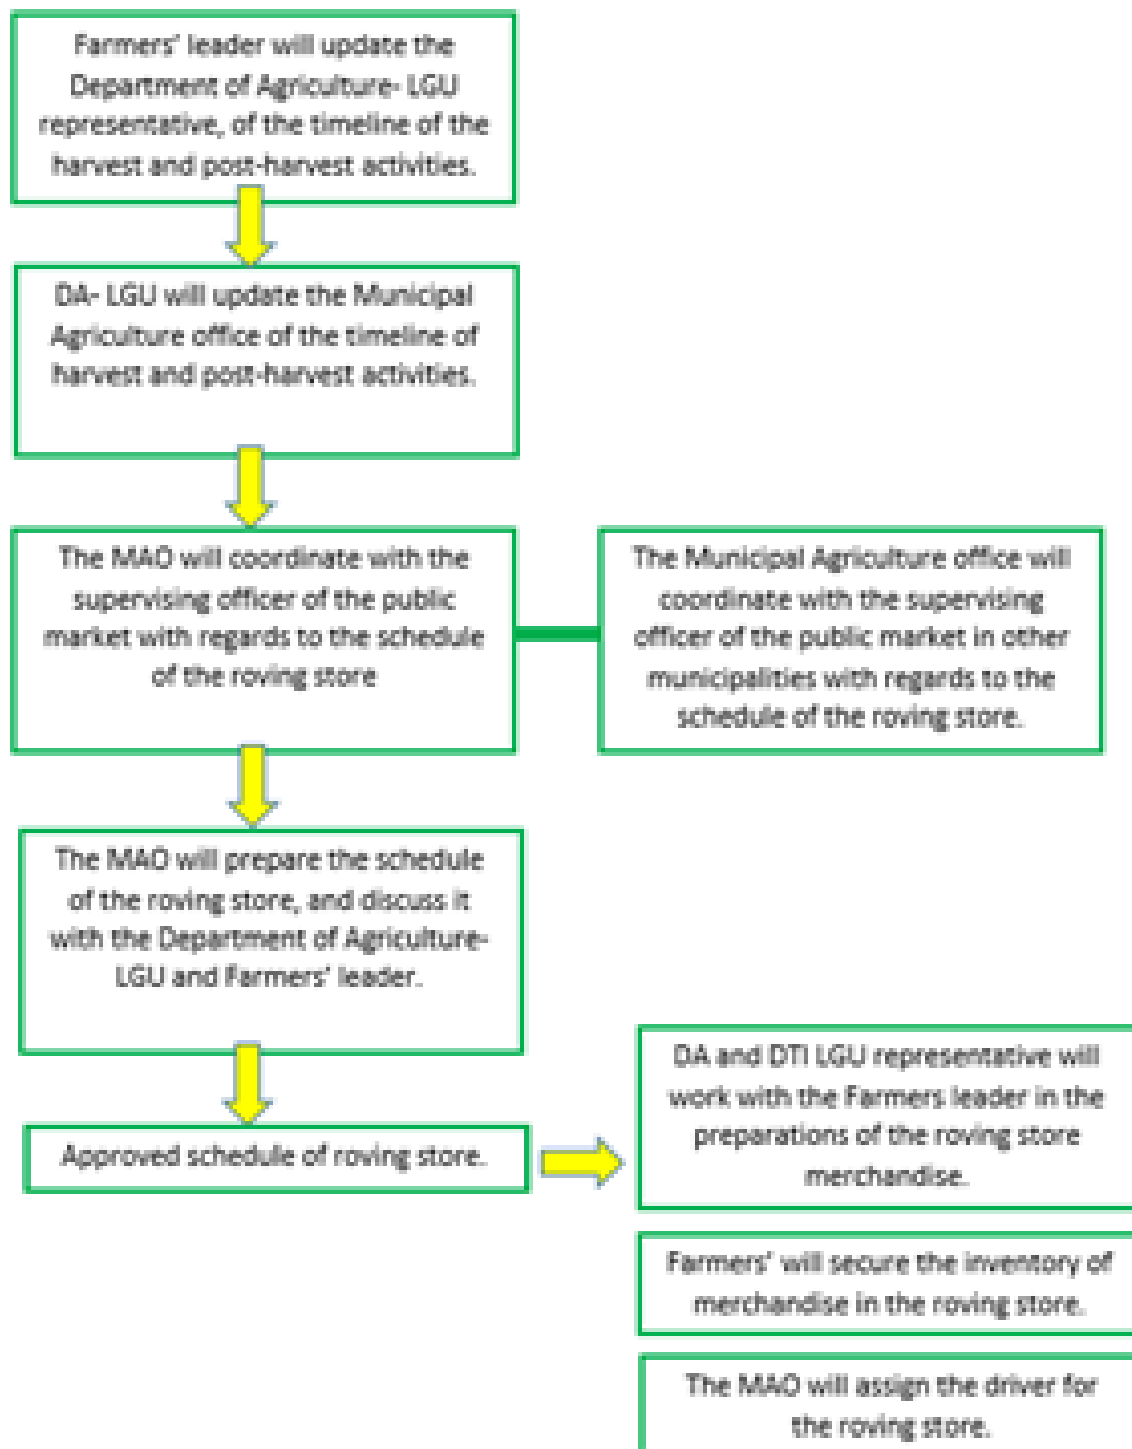 Farmers' leader will update the
Department of Agriculture- LGU
representative, of the timeline of the
harvest and post-harvest activities.
DA- LGU will update the Municipal
Agriculture office of the timeline of
harvest and post-harvest activities.
The MAO will coordinate with the
supervising officer of the public
market with regards to the schedule
of the roving store
The Municipal Agriculture office will
coordinate with the supervising
officer of the public market in other
municipalities with regards to the
schedule of the roving store.
The MAO will prepare the schedule
of the roving store, and discuss it
with the Department of Agriculture-
LGU and Farmers' leader.
Approved schedule of roving store.
DA and DTI LGU representative will
work with the Farmers leader in the
preparations of the roving store
merchandise.
Farmers' will secure the inventory of
merchandise in the roving store.
The MAO will assign the driver for
the roving store.